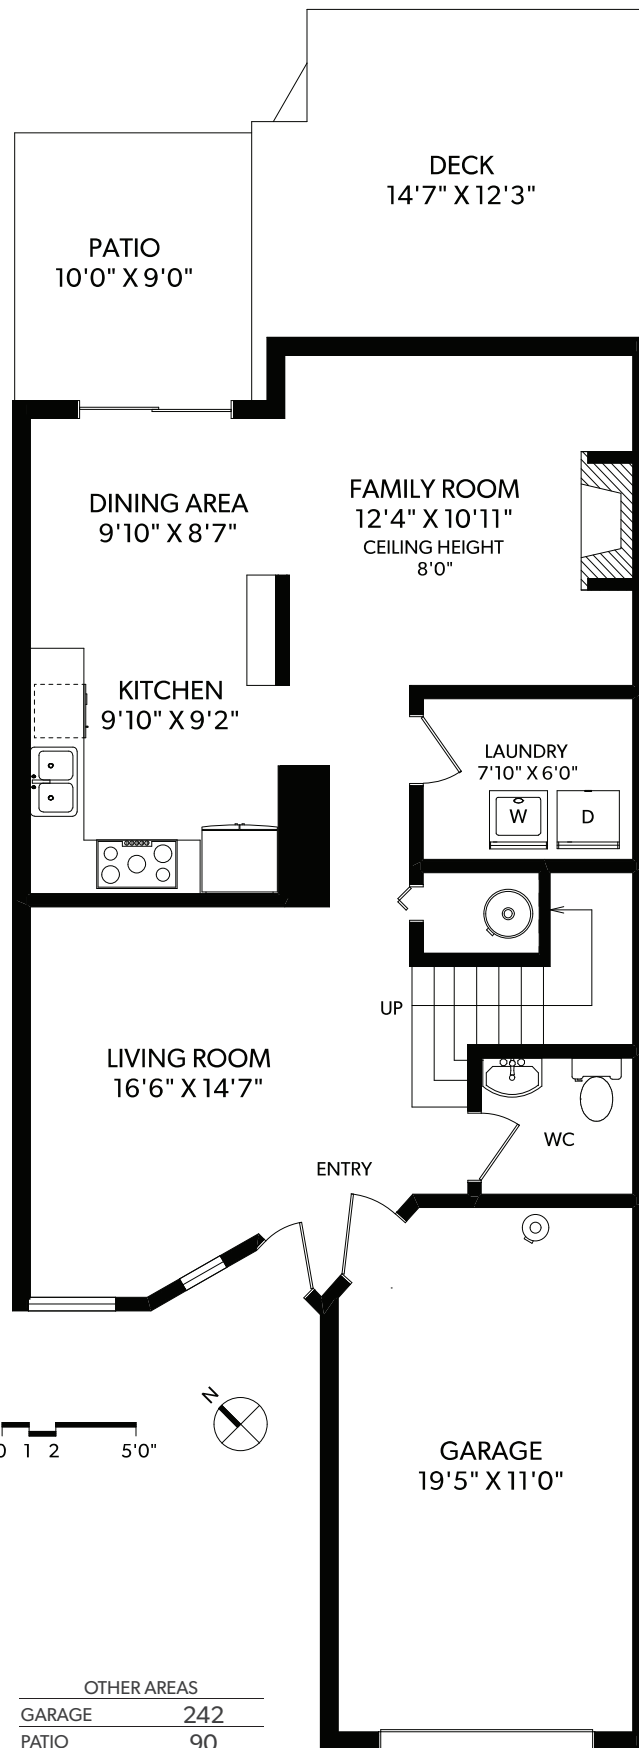 DECK
14'7" X 12'3"
PATIO
10'0" X 9'0"
DINING AREA
9'10" X 8'7"
FAMILY ROOM
12'4" X 10'11"
CEILING HEIGHT
8'0"
KITCHEN
9'10" X 9'2"
LAUNDRY
7'10" X 6'0"
W
D
UP
LIVING ROOM
16'6" X 14'7"
WC
ENTRY
N
0 1 2 5'0"
GARAGE
19'5" X 11'0"
OTHER AREAS
GARAGE 242
PATIO 90